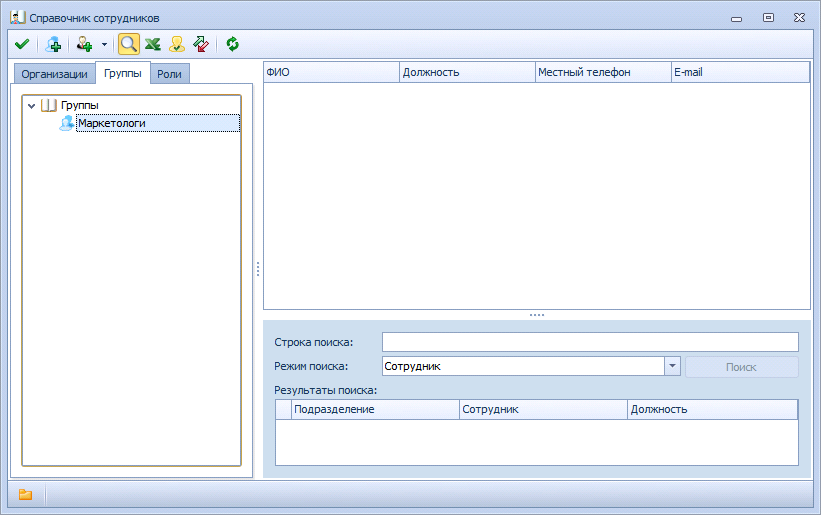 Справочник сотрудников
Организации Группы Роли
Группы
Маркетологи
ФИО Должность Местный телефон E-mail
Строка поиска:
Режим поиска: Сотрудник Поиск
Результаты поиска:
Подразделение Сотрудник Должность